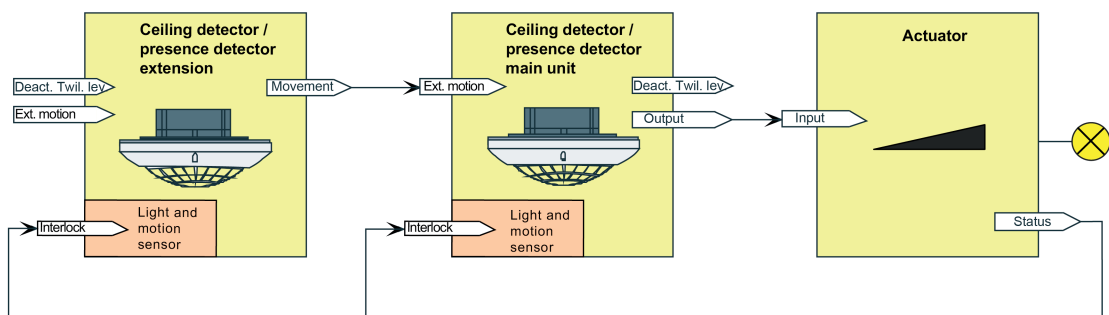 Ceiling detector /
presence detector
extension
Deact. Twil. lev
Ext. motion
Movement
Interlock
Light and
motion
sensor
Ceiling detector /
presence detector
main unit
Ext. motion
Deact. Twil. lev
Output
Interlock
Light and
motion
sensor
Actuator
Input
Status